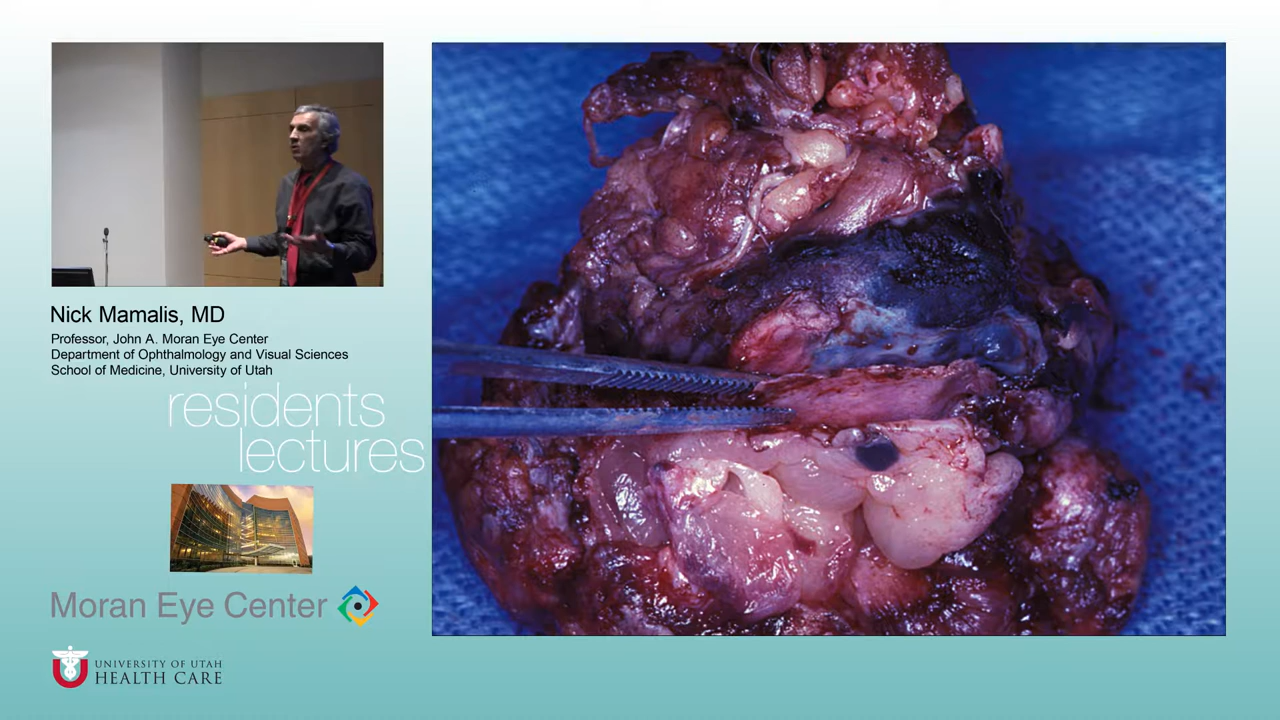 Nick Mamalis, MD
Professor, John A. Moran Eye Center
Department of Ophthalmology and Visual Sciences
School of Medicine, University of Utah
residents
lectures
Moran Eye Center
UNIVERSITY OF UTAH
HEALTH CARE